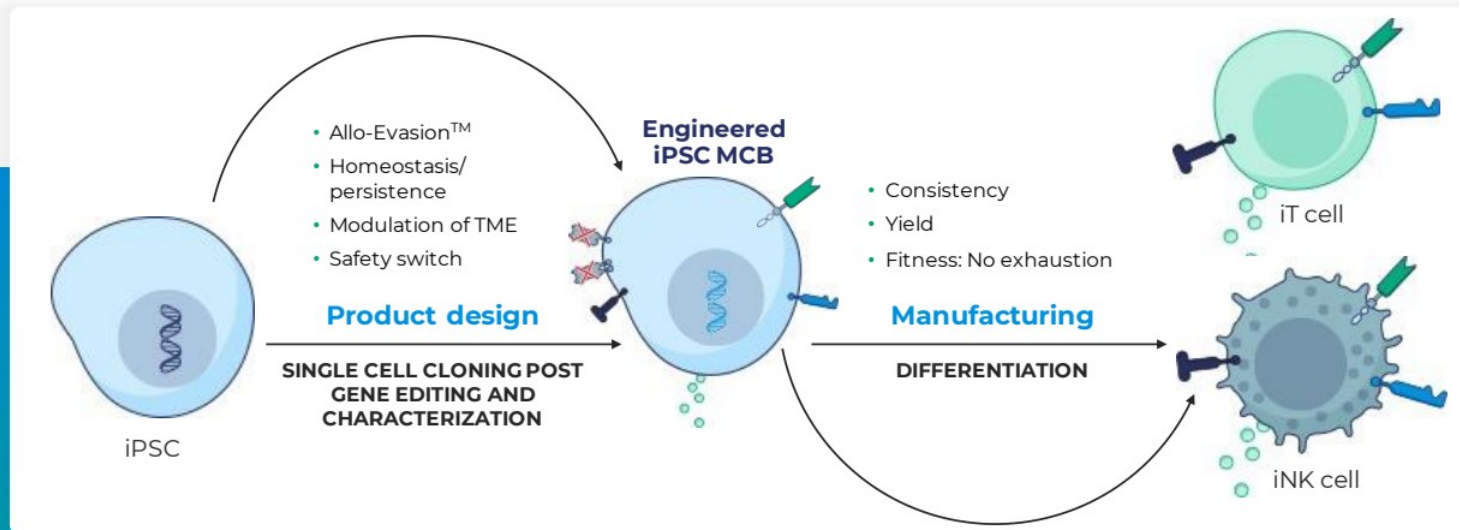 • Allo-Evasion™
• Homeostasis/
persistence
• Modulation of TME
• Safety switch
Engineered
iPSC MCB
• Consistency
• Yield
• Fitness: No exhaustion
iT cell
Product design
Manufacturing
SINGLE CELL CLONING POST
GENE EDITING AND
CHARACTERIZATION
DIFFERENTIATION
iPSC
iNK cell